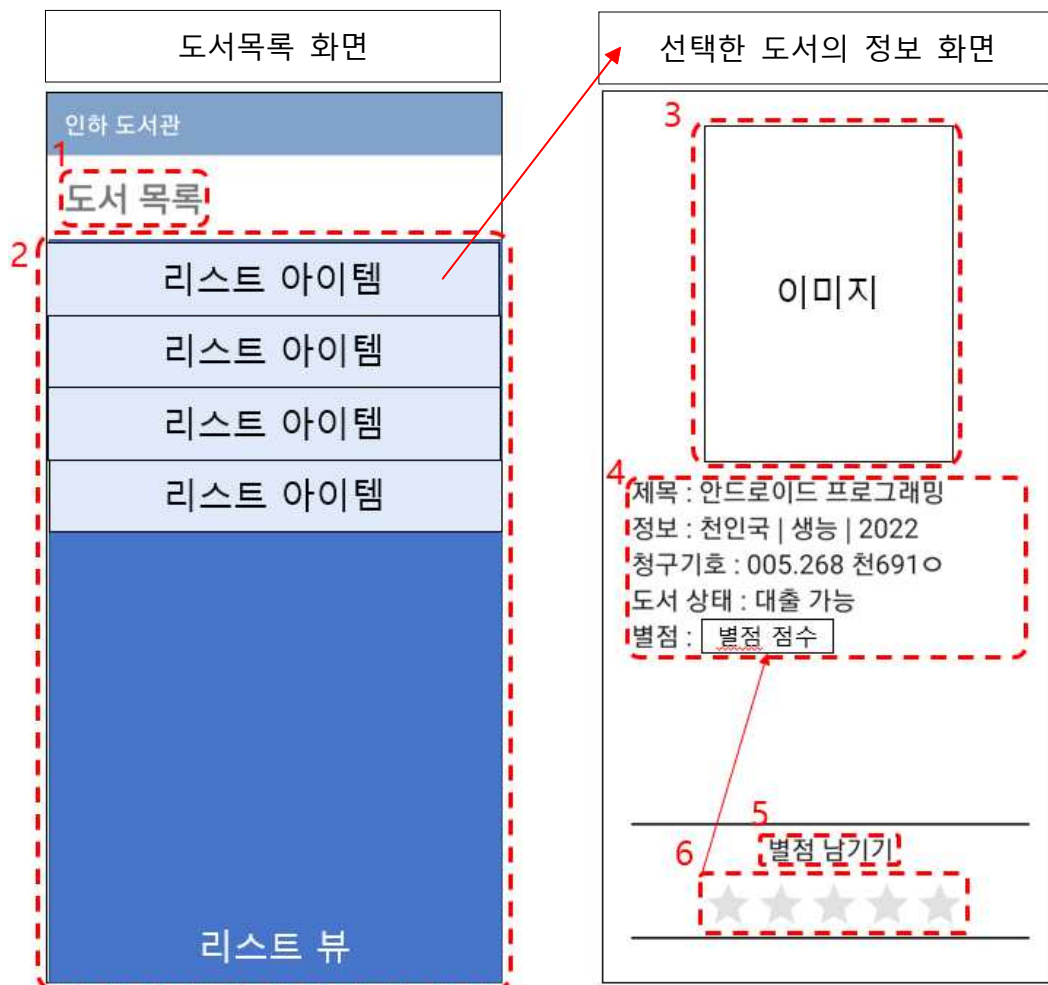 도서목록 화면
인하 도서관
1
도서 목록
2
리스트 아이템
리스트 아이템
리스트 아이템
리스트 아이템
리스트 뷰
선택한 도서의 정보 화면
3
이미지
4
제목 : 안드로이드 프로그래밍
정보 : 천인국 | 생능 | 2022
청구기호 : 005.268 천691ㅇ
도서 상태 : 대출 가능
별점 : 별점 점수
5
별점 남기기
6